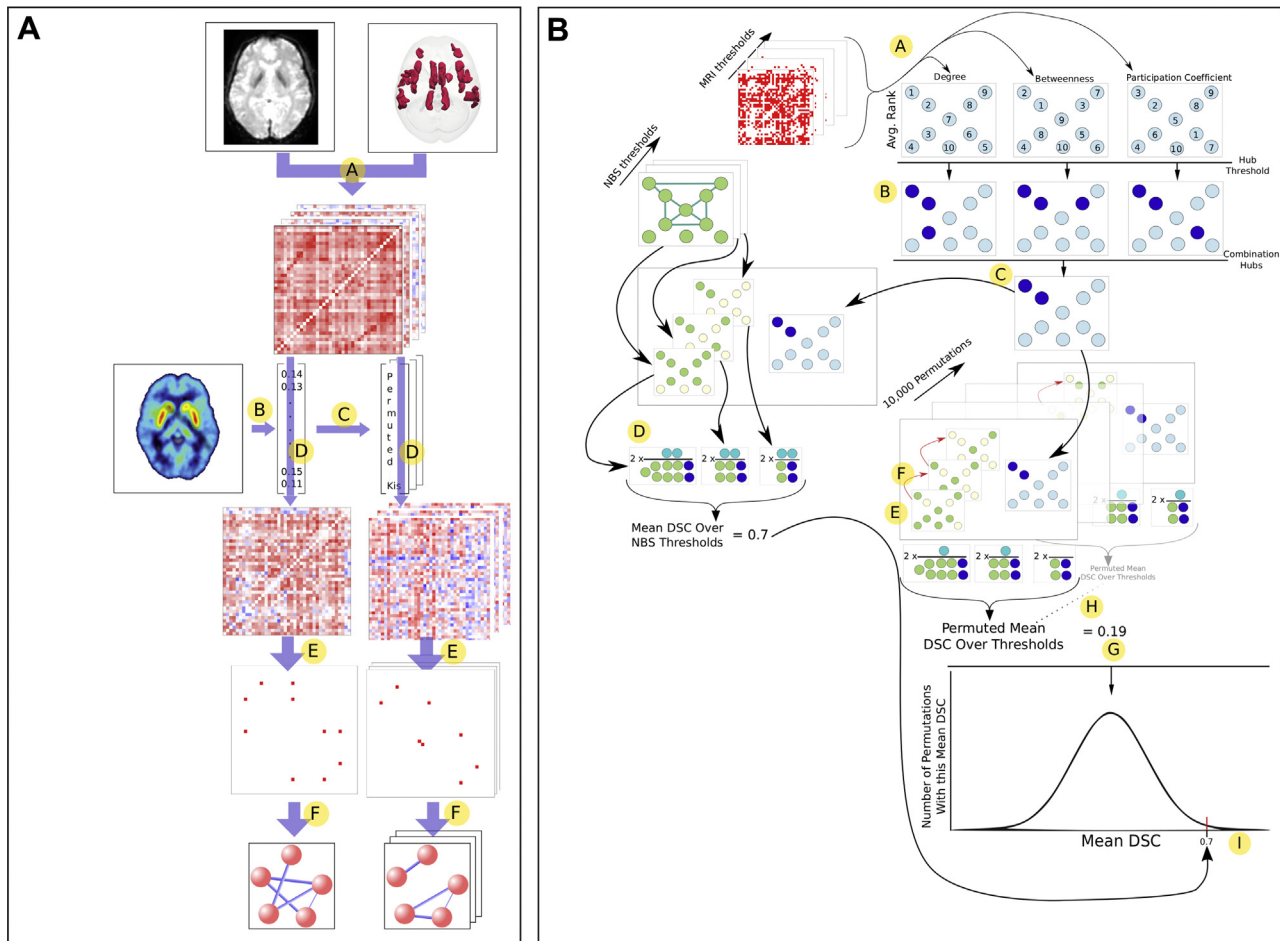 A
A
0.14
0.13
0.15
0.11
Permuted
Kis
B
C
D
D
E
E
F
F
B
MRI thresholds
A
Degree
Betweenness
Participation Coefficient
Avg. Rank
1 9
2 8
7
3 6
4 10 5
2 7
1 3
9
8 5
4 10 6
3 9
2 8
5
6 1
4 10 7
Hub
Threshold
NBS thresholds
B
Combination
Hubs
C
10,000 Permutations
D
2 x
2 x
2 x
Mean DSC Over
NBS Thresholds
= 0.7
F
E
2 x
2 x
2 x
2 x
2 x
Permuted Mean
DSC Over Thresholds
H
Permuted Mean
DSC Over Thresholds
= 0.19
G
Number of Permutations
With this Mean DSC
Mean DSC
0.7
I